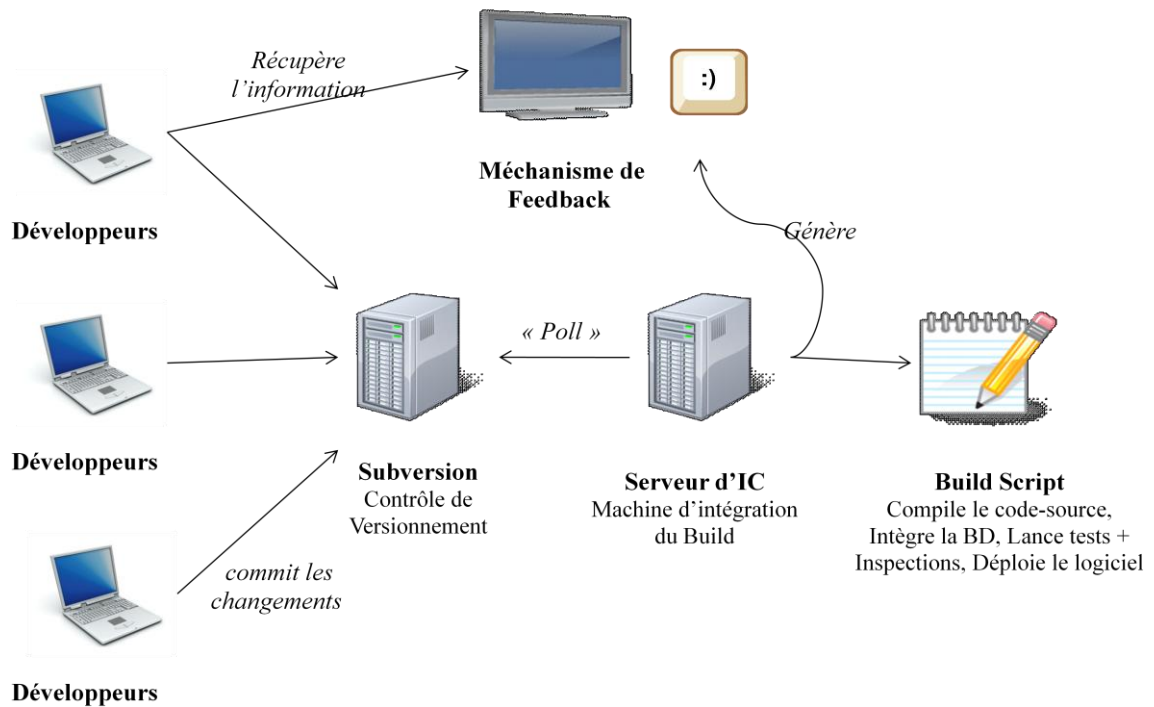 Récupère
l'information
:)
Méchanisme de
Feedback
Développeurs
Génère
« Poll »
Développeurs
Subversion
Contrôle de
Versionnement
Serveur d'IC
Machine d'intégration
du Build
Build Script
Compile le code-source,
Intègre la BD, Lance tests +
Inspections, Déploie le logiciel
commit les
changements
Développeurs